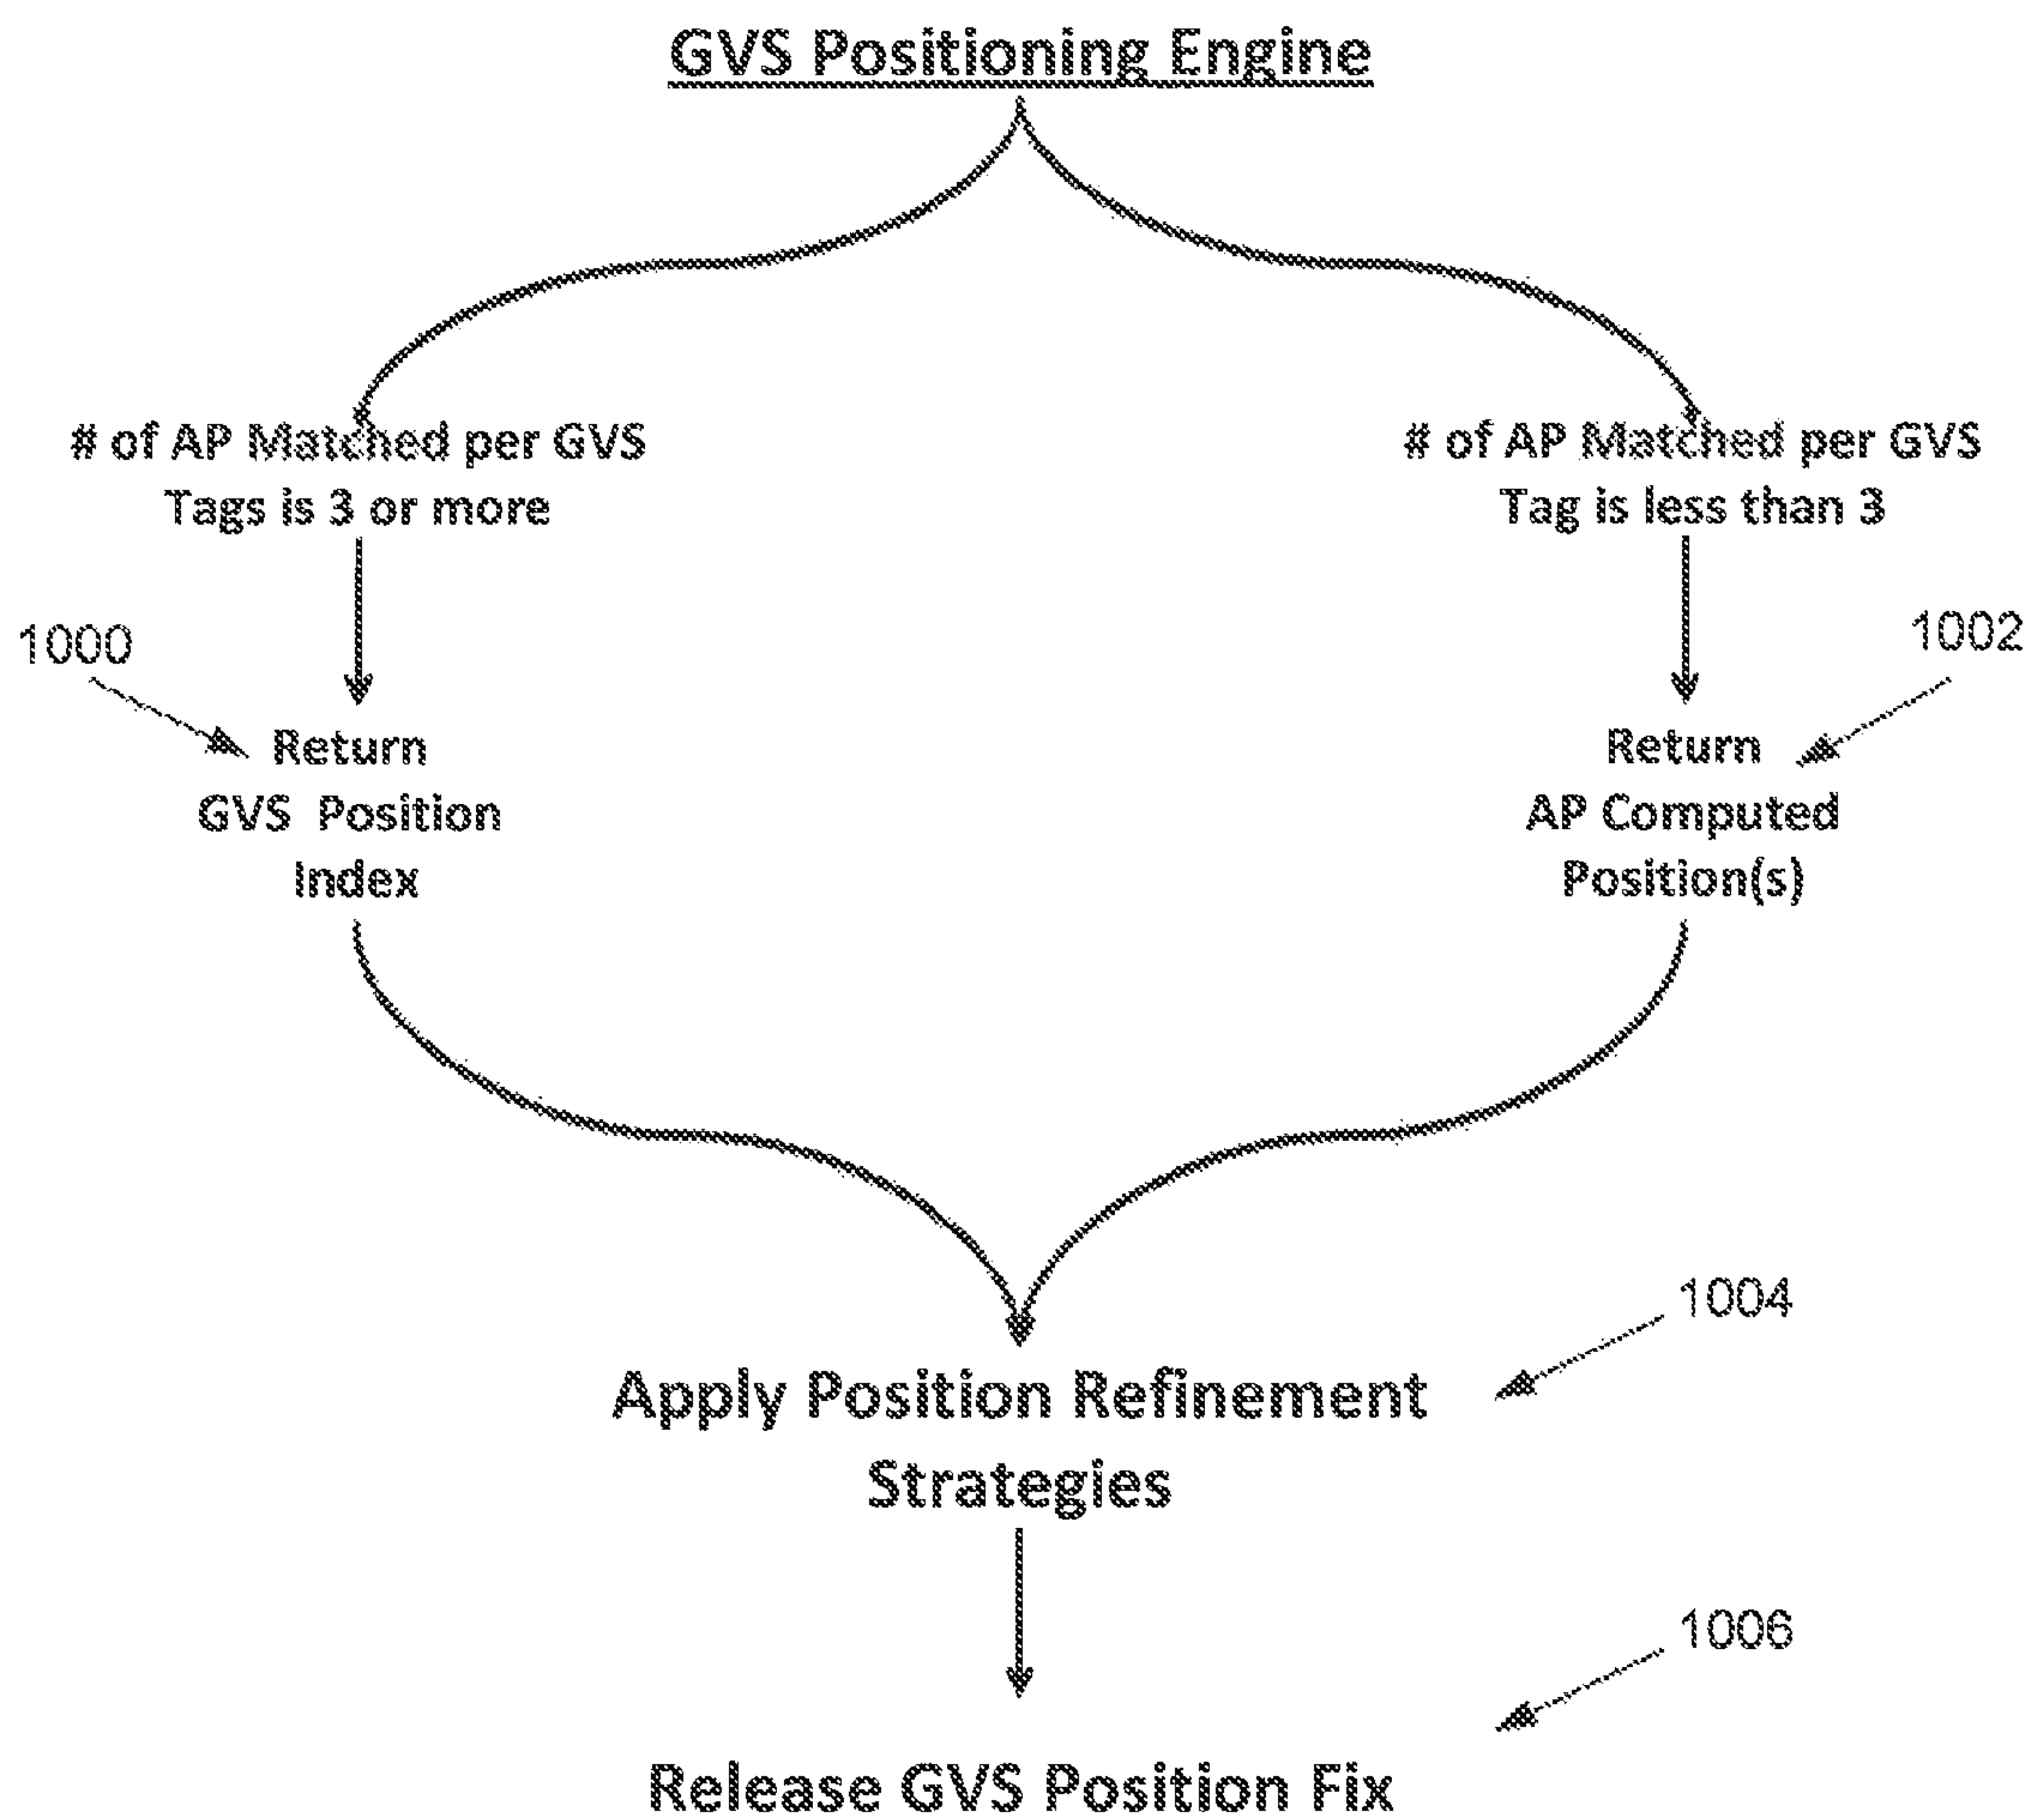 GVS Positioning Engine
# of AP Matched per GVS
Tags is 3 or more
# of AP Matched per GVS
Tag is less than 3
1000
1002
Return
GVS Position
Index
Return
AP Computed
Position(s)
1004
Apply Position Refinement
Strategies
1006
Release GVS Position Fix